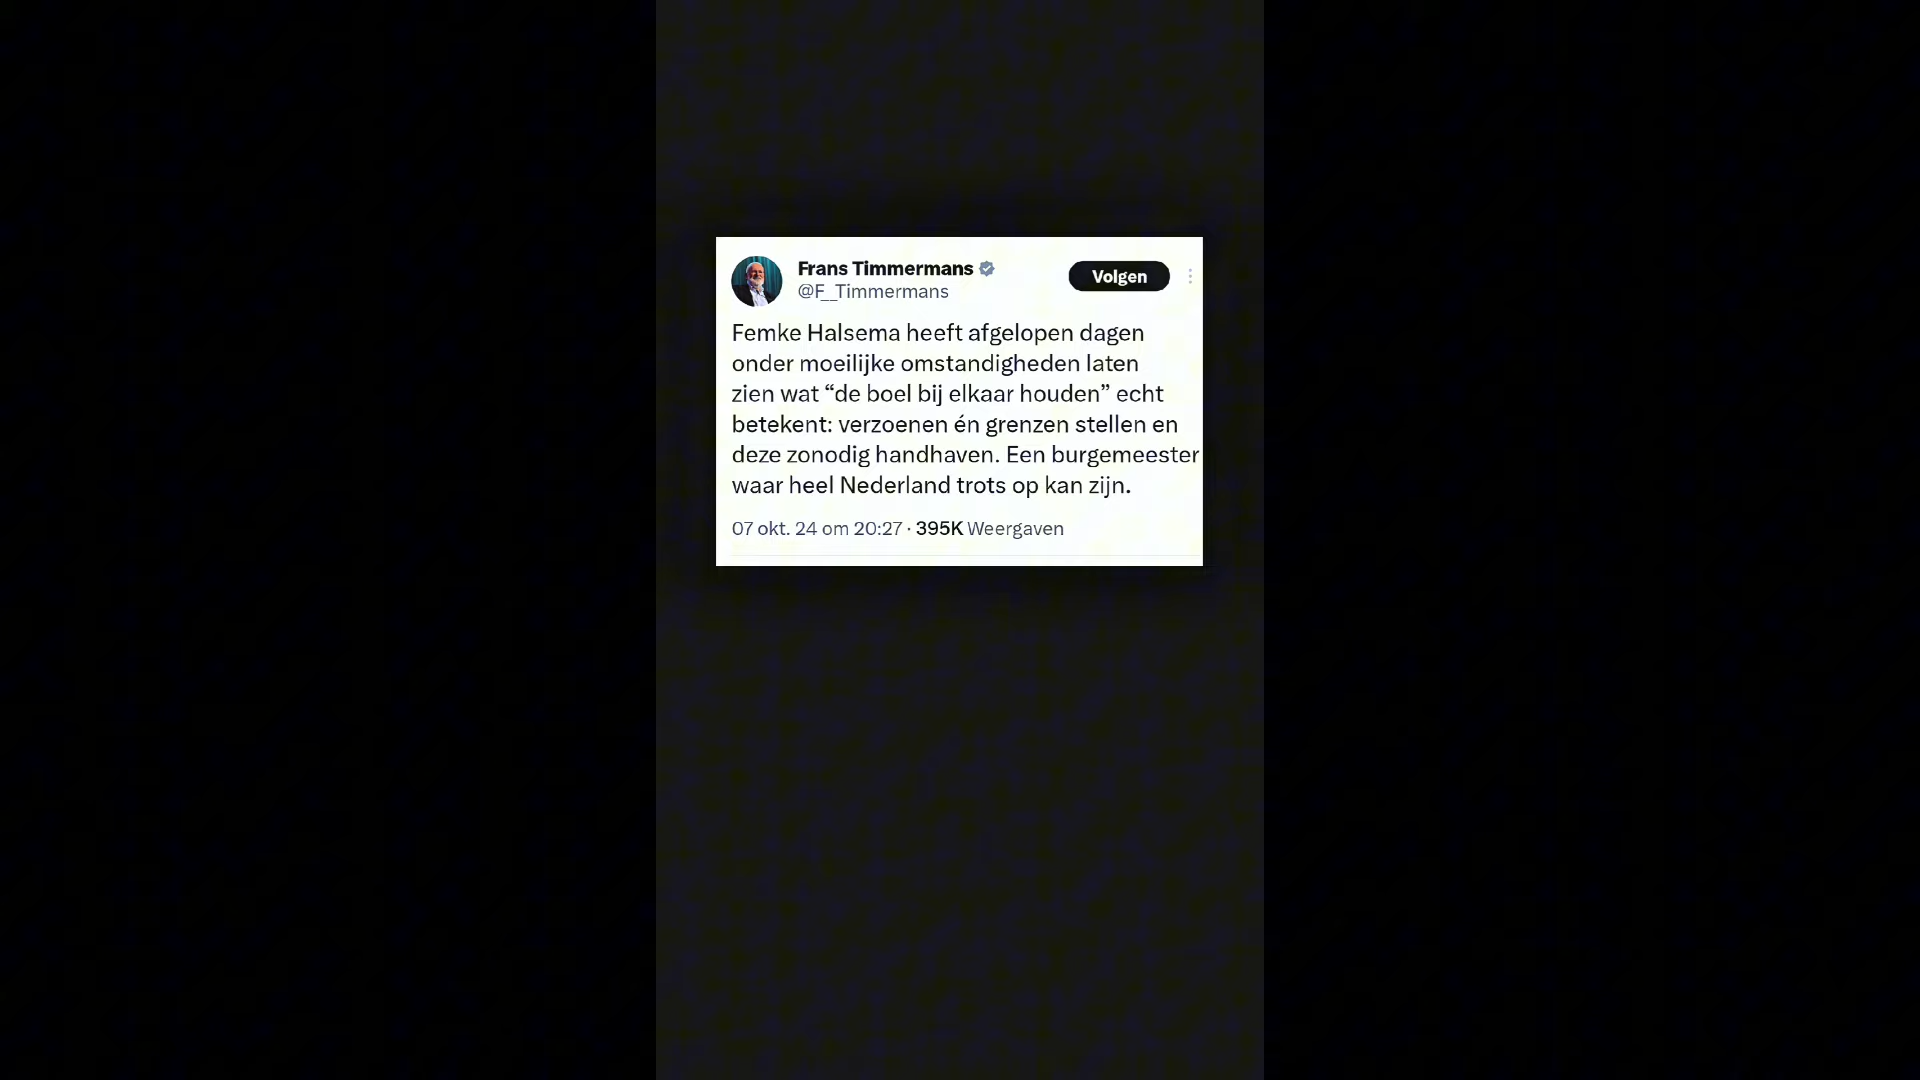 Frans Timmermans
@F__Timmermans
Volgen
Femke Halsema heeft afgelopen dagen
onder moeilijke omstandigheden laten
zien wat “de boel bij elkaar houden” echt
betekent: verzoenen én grenzen stellen en
deze zonodig handhaven. Een burgemeester
waar heel Nederland trots op kan zijn.
07 okt. 24 om 20:27 · 395K Weergaven